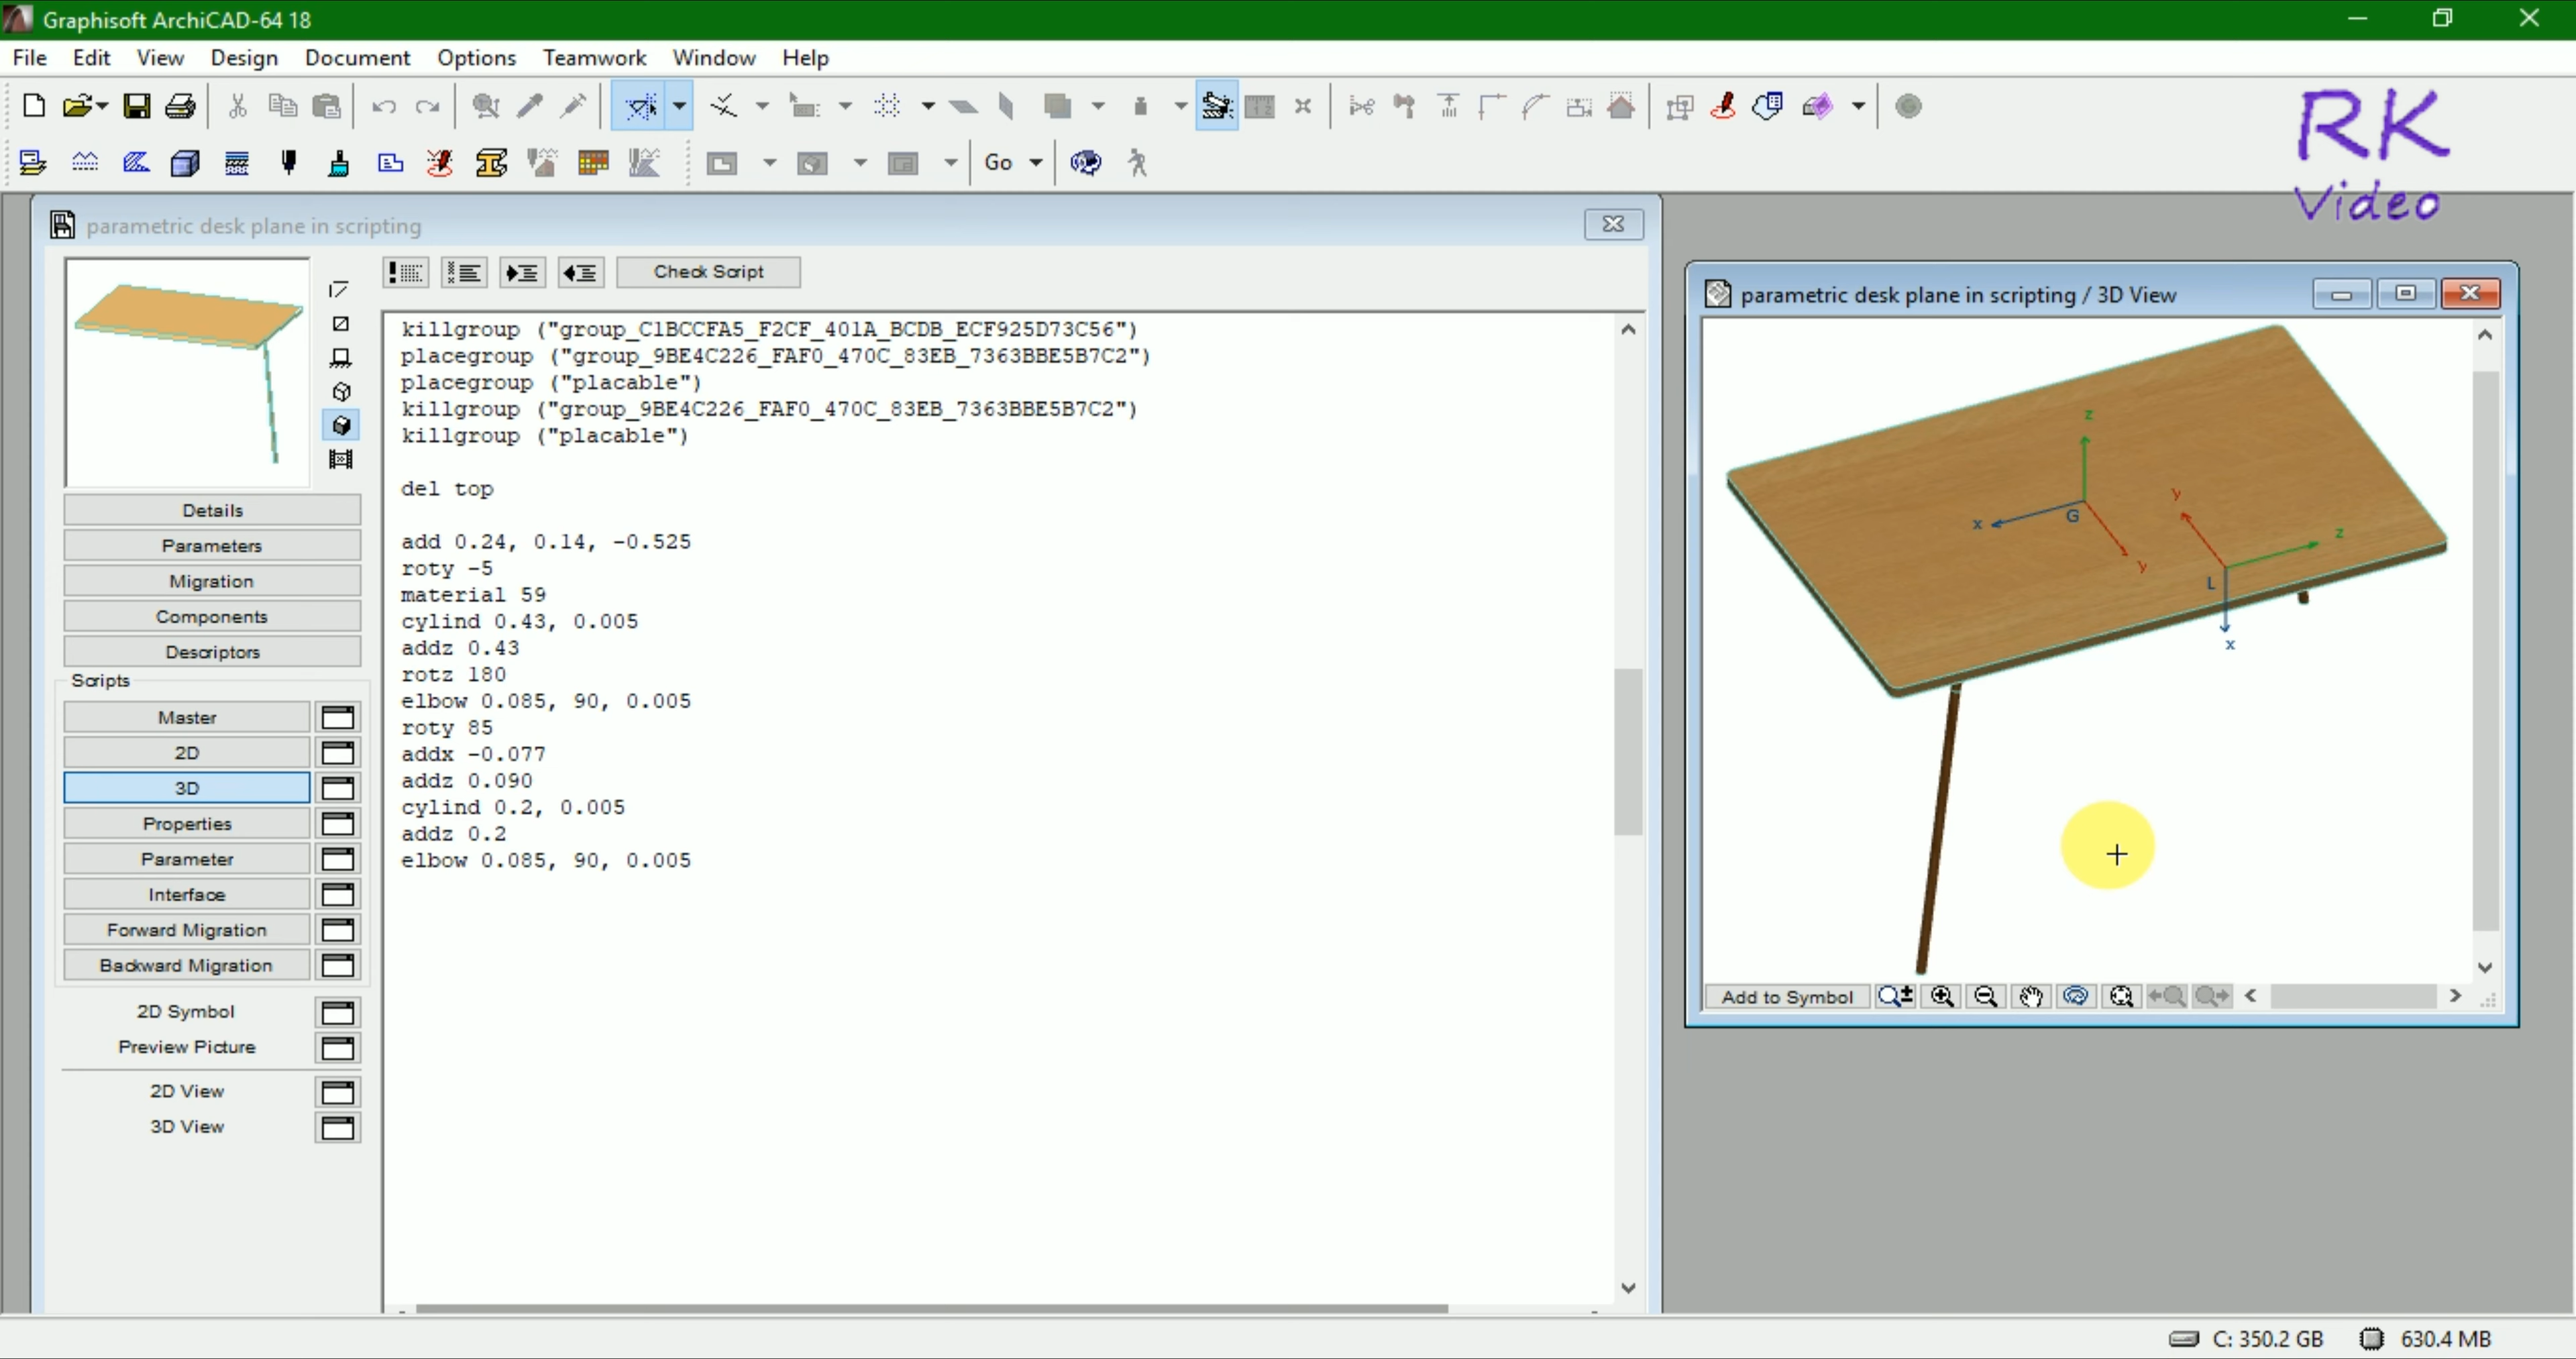 Graphisoft ArchiCAD-64 18
File Edit View Design Document Options Teamwork Window Help
Go
RK
Video
parametric desk plane in scripting
Check Script
killgroup ("group_C1BCCFA5_F2CF_401A_BCDB_ECF925D73C56")
placegroup ("group_9BE4C226_FAF0_470C_83EB_7363BBE5B7C2")
placegroup ("placable")
killgroup ("group_9BE4C226_FAF0_470C_83EB_7363BBE5B7C2")
killgroup ("placable")
del top
add 0.24, 0.14, -0.525
roty -5
material 59
cylind 0.43, 0.005
addz 0.43
rotz 180
elbow 0.085, 90, 0.005
roty 85
addx -0.077
addz 0.090
cylind 0.2, 0.005
addz 0.2
elbow 0.085, 90, 0.005
Details
Parameters
Migration
Components
Descriptors
Scripts
Master
2D
3D
Properties
Parameter
Interface
Forward Migration
Backward Migration
2D Symbol
Preview Picture
2D View
3D View
parametric desk plane in scripting / 3D View
z
x G y
y z
L
x
Add to Symbol
C: 350.2 GB 630.4 MB